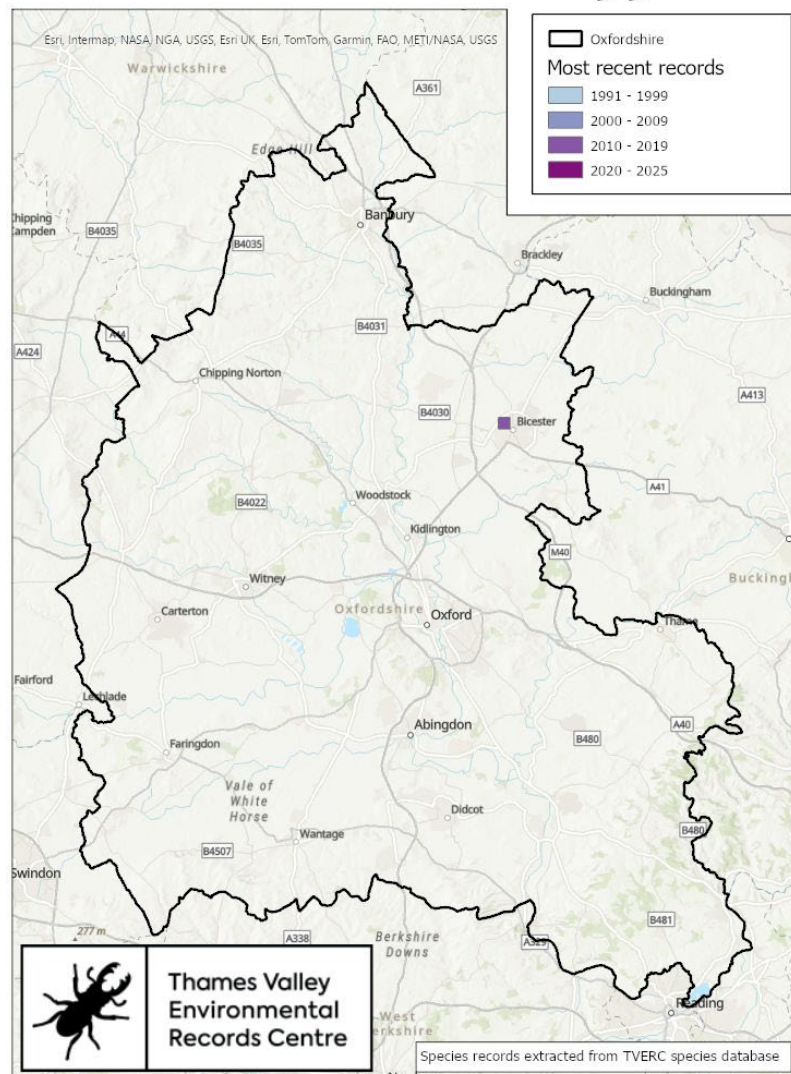 Esri, Intermap, NASA, NGA, USGS, Esri UK, Esri, TomTom, Garmin, FAO, METI/NASA, USGS
Oxfordshire
Most recent records
1991 - 1999
2000 - 2009
2010 - 2019
2020 - 2025
Warwickshire
A361
Edge Hill
Chipping
Campden
B4035
Banbury
B4035
Brackley
Buckingham
A44
B4031
A424
Chipping Norton
A413
B4030
Bicester
B4022
Woodstock
A41
Kidlington
M40
Witney
Bucking
Carterton
Oxfordshire
Oxford
Thame
Fairford
Lechlade
A40
Abingdon
B480
Faringdon
Vale of
White
Horse
Didcot
B480
Wantage
B4507
Swindon
B481
277 m
A338
Berkshire
Downs
A329
Reading
West
erkshire
Thames Valley
Environmental
Records Centre
Species records extracted from TVERC species database